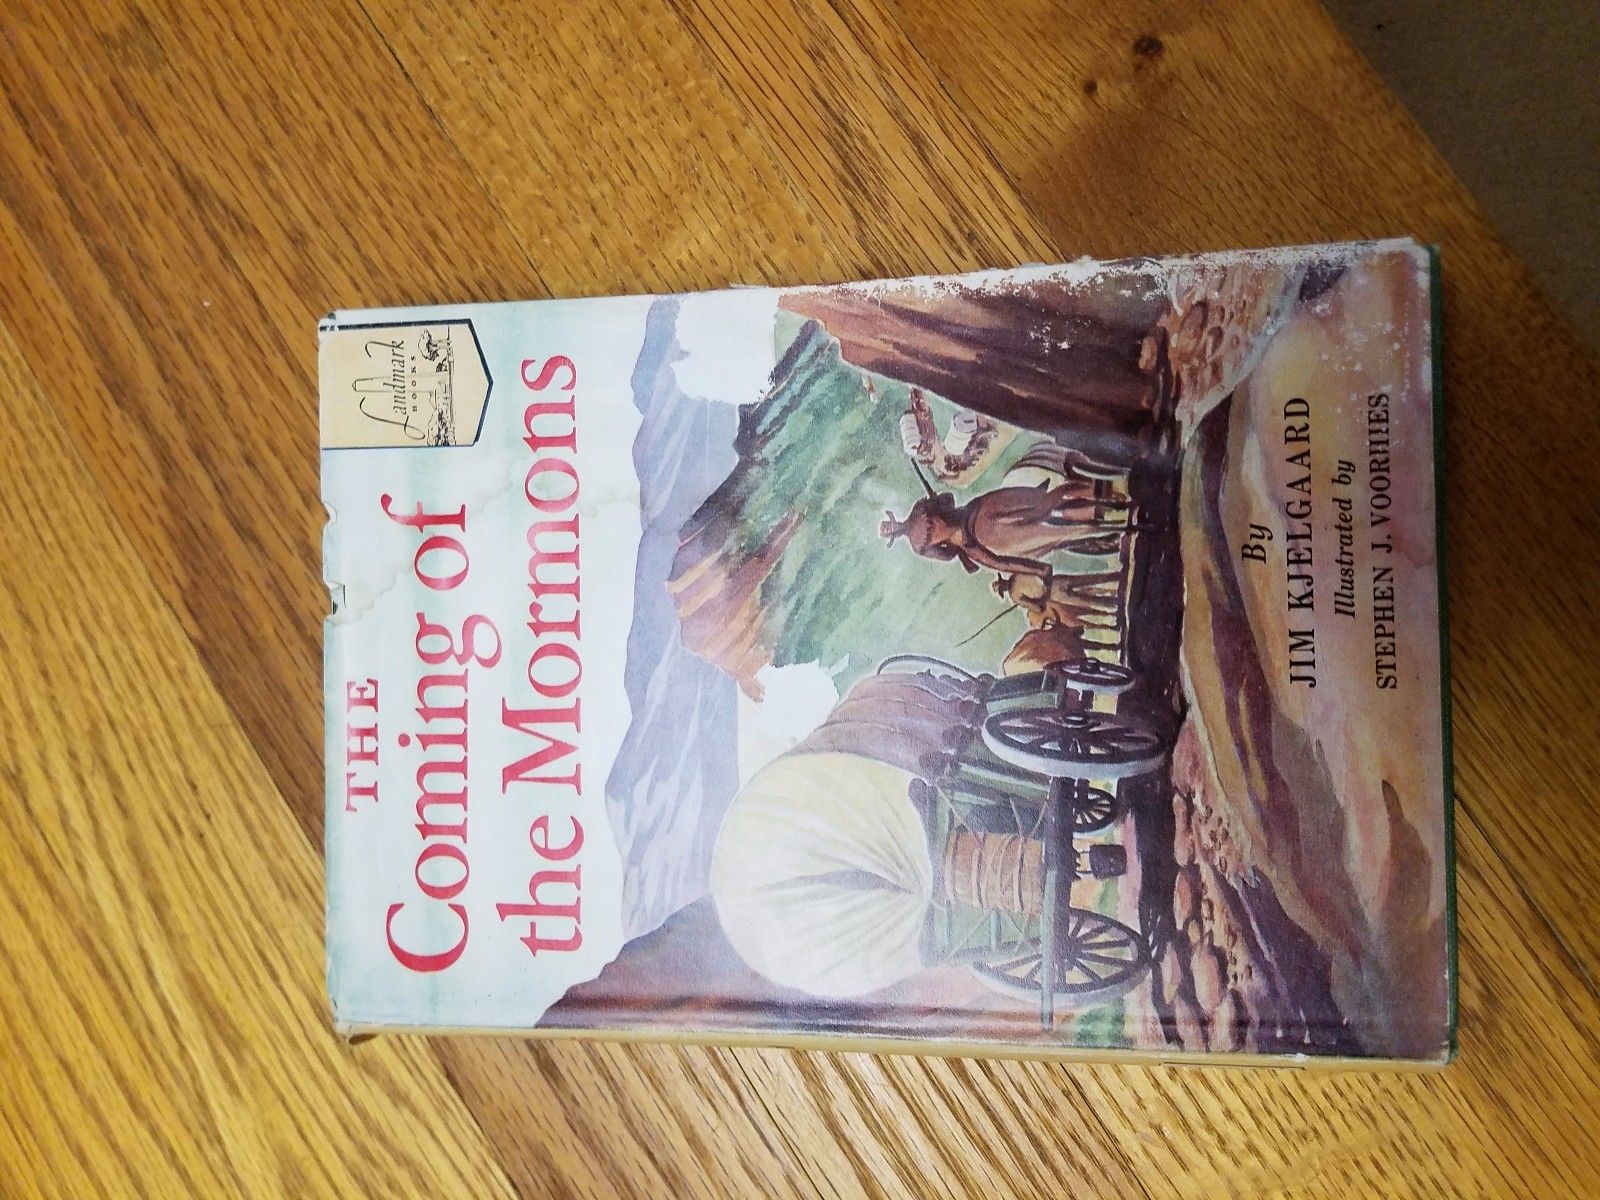 Landmark
BOOKS
THE
Coming of
the Mormons
By
JIM KJELGAARD
Illustrated by
STEPHEN J. VOORHIES